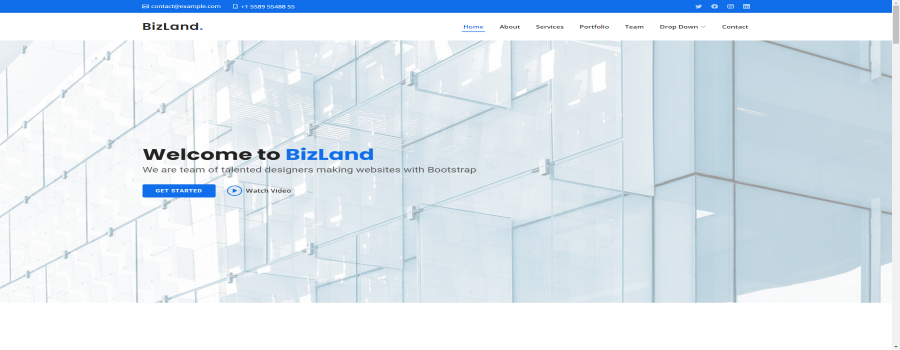 contact@example.com +1 5589 55488 55
BizLand. Home About Services Portfolio Team Drop Down Contact
Welcome to BizLand
We are team of talented designers making websites with Bootstrap
GET STARTED Watch Video